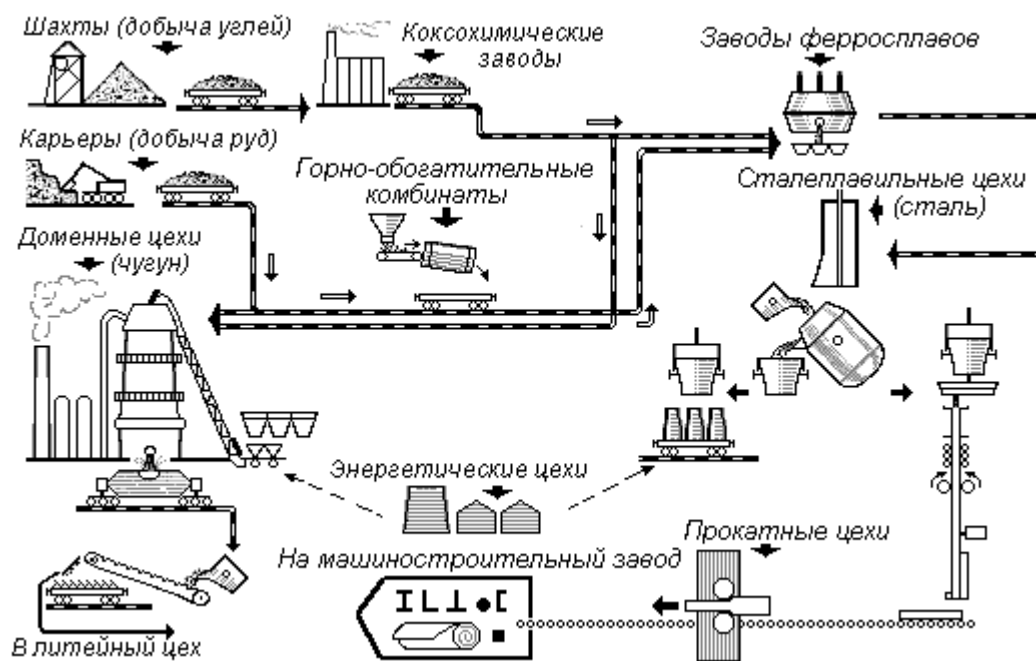 Шахты (добыча углей)
Коксохимические
заводы
Заводы ферросплавов
Карьеры (добыча руд)
Горно-обогатительные
комбинаты
Сталеплавильные цехи
(сталь)
Доменные цехи
(чугун)
Энергетические цехи
Прокатные цехи
На машиностроительный завод
В литейный цех